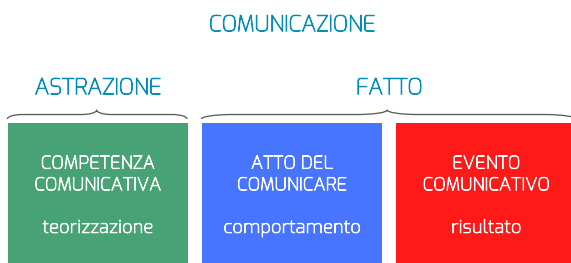 COMUNICAZIONE
ASTRAZIONE
FATTO
COMPETENZA
COMUNICATIVA
teorizzazione
ATTO DEL
COMUNICARE
comportamento
EVENTO
COMUNICATIVO
risultato